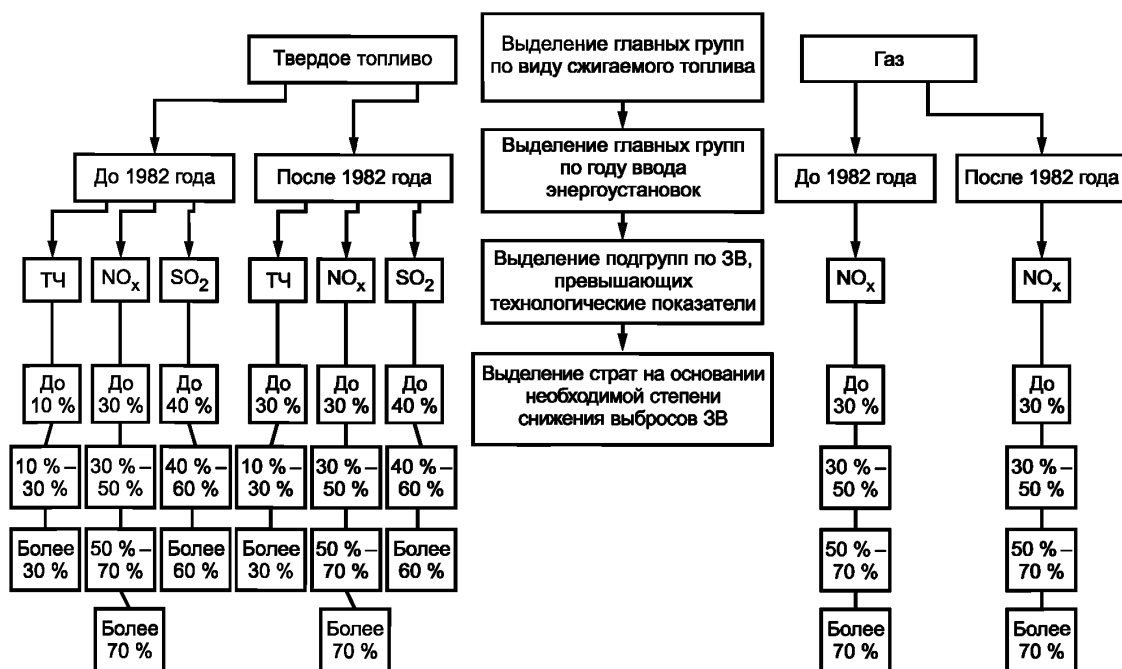 Твердое топливо
Выделение главных групп
по виду сжигаемого топлива
Газ
До 1982 года
После 1982 года
Выделение главных групп
по году ввода
энергоустановок
До 1982 года
После 1982 года
ТЧ
NOx
SO2
ТЧ
NOx
SO2
Выделение подгрупп по ЗВ,
превышающих
технологические показатели
NOx
NOx
До
10 %
До
30 %
До
40 %
До
30 %
До
30 %
До
40 %
Выделение страт на основании
необходимой степени
снижения выбросов ЗВ
До
30 %
До
30 %
10 % –
30 %
30 % –
50 %
40 % –
60 %
10 % –
30 %
30 % –
50 %
40 % –
60 %
30 % –
50 %
30 % –
50 %
Более
30 %
50 % –
70 %
Более
60 %
Более
30 %
50 % –
70 %
Более
60 %
50 % –
70 %
50 % –
70 %
Более
70 %
Более
70 %
Более
70 %
Более
70 %